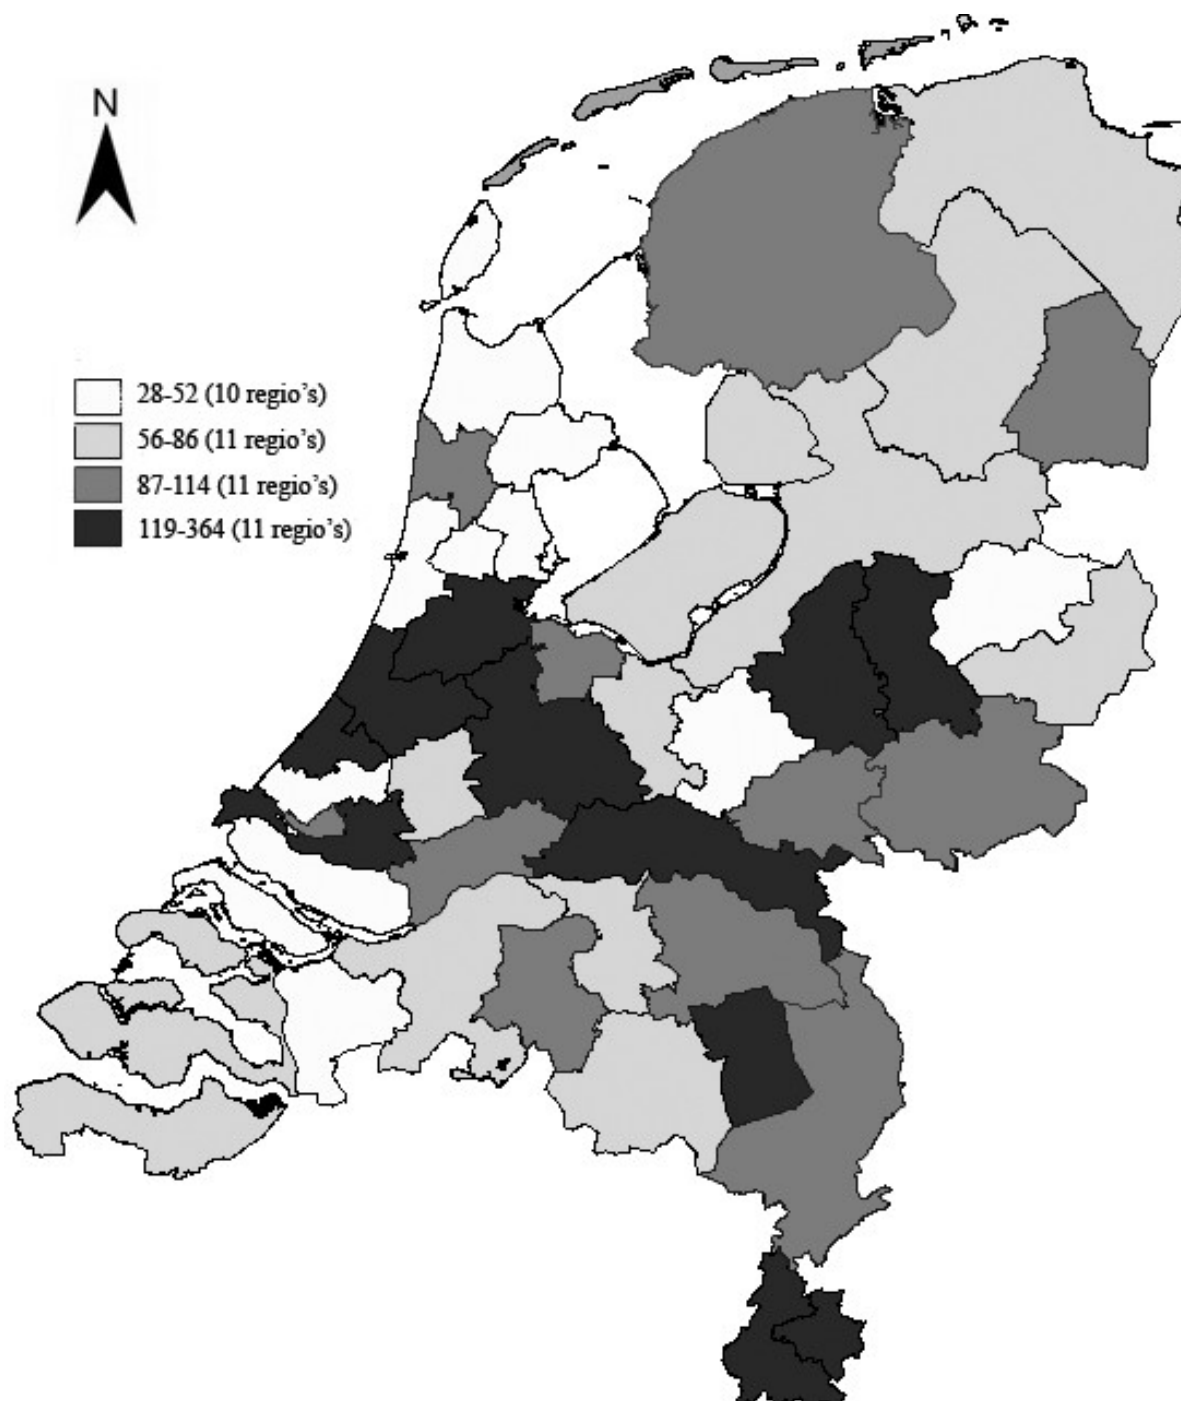 N
28-52 (10 regio's)
56-86 (11 regio's)
87-114 (11 regio's)
119-364 (11 regio's)